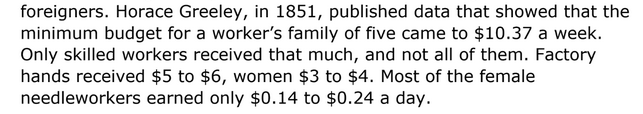 foreigners. Horace Greeley, in 1851, published data that showed that the
minimum budget for a worker's family of five came to $10.37 a week.
Only skilled workers received that much, and not all of them. Factory
hands received $5 to $6, women $3 to $4. Most of the female
needleworkers earned only $0.14 to $0.24 a day.